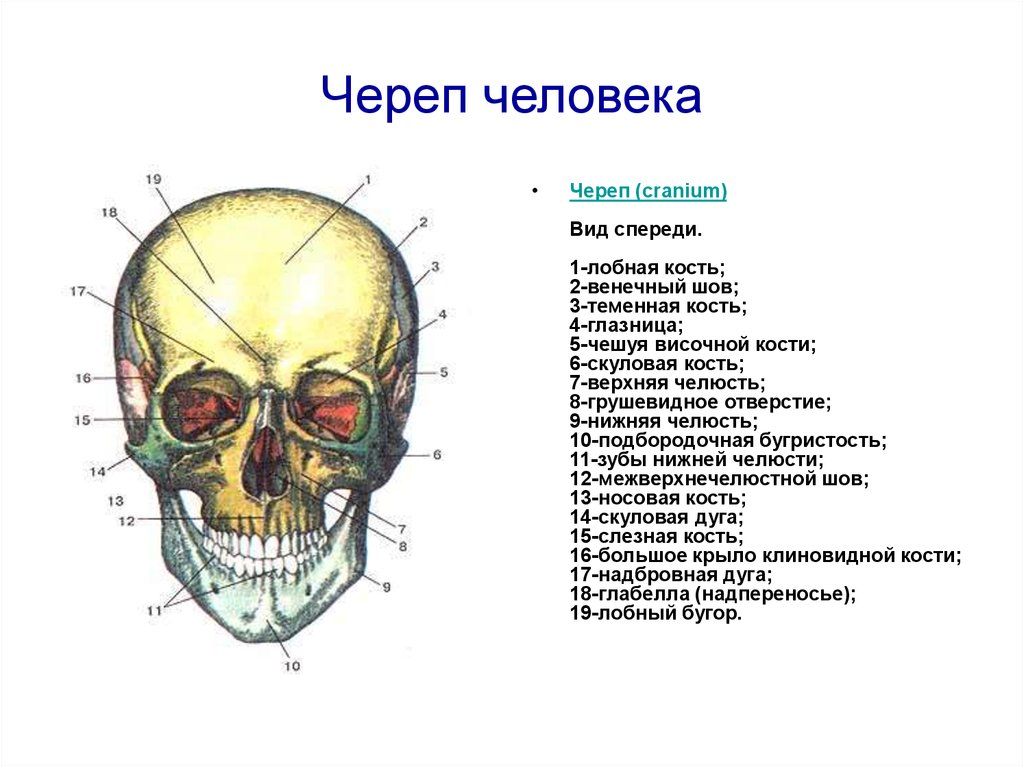 Череп человека
19
1
18
2
3
17
4
16
5
15
6
14
13
12
7
8
9
11
10
• Череп (cranium)
Вид спереди.
1-лобная кость;
2-венечный шов;
3-теменная кость;
4-глазница;
5-чешуя височной кости;
6-скуловая кость;
7-верхняя челюсть;
8-грушевидное отверстие;
9-нижняя челюсть;
10-подбородочная бугристость;
11-зубы нижней челюсти;
12-межверхнечелюстной шов;
13-носовая кость;
14-скуловая дуга;
15-слезная кость;
16-большое крыло клиновидной кости;
17-надбровная дуга;
18-глабелла (надпереносье);
19-лобный бугор.